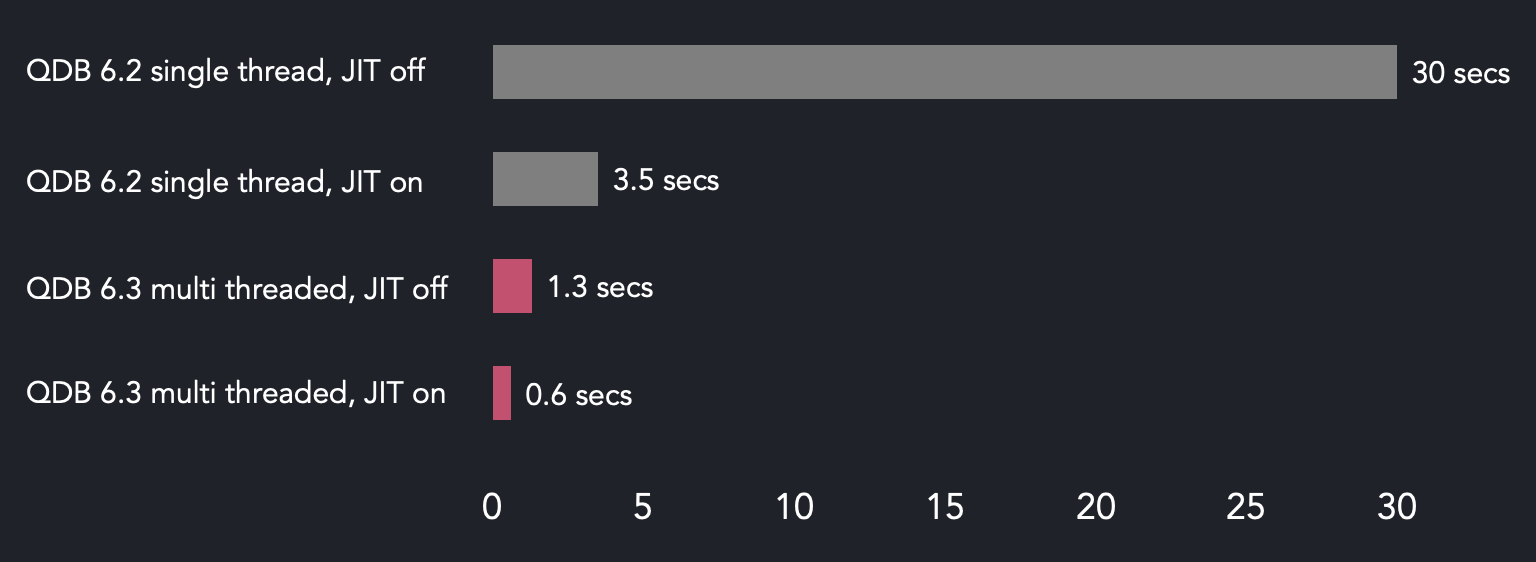 QDB 6.2 single thread, JIT off
30 secs
QDB 6.2 single thread, JIT on
3.5 secs
QDB 6.3 multi threaded, JIT off
1.3 secs
QDB 6.3 multi threaded, JIT on
0.6 secs
0 5 10 15 20 25 30